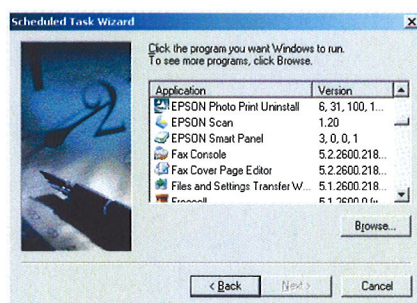 Scheduled Task Wizard
Click the program you want Windows to run.
To see more programs, click Browse.
Application Version
EPSON Photo Print Uninstall 6, 31, 100, 1...
EPSON Scan 1.20
EPSON Smart Panel 3, 0, 0, 1
Fax Console 5.2.2600.218...
Fax Cover Page Editor 5.2.2600.218...
Files and Settings Transfer W... 5.1.2600.218...
Freecell
Browse...
< Back Next > Cancel